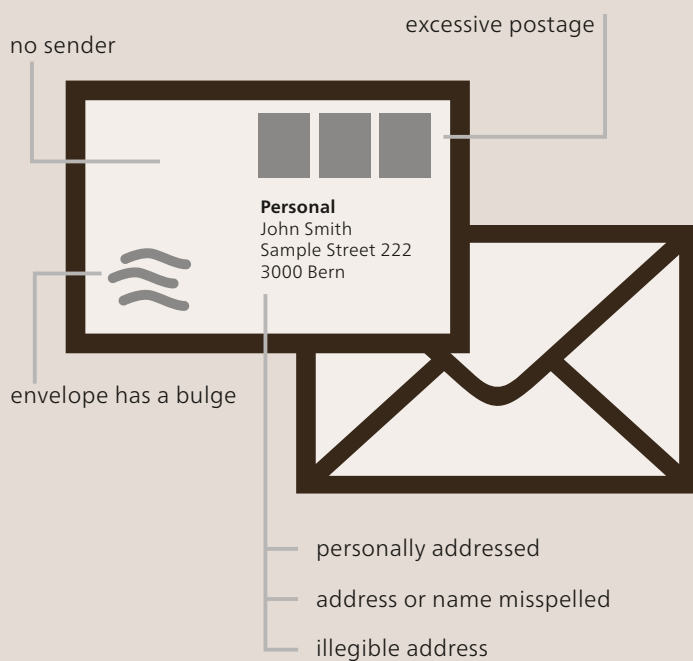 no sender
excessive postage
Personal
John Smith
Sample Street 222
3000 Bern
envelope has a bulge
personally addressed
address or name misspelled
illegible address